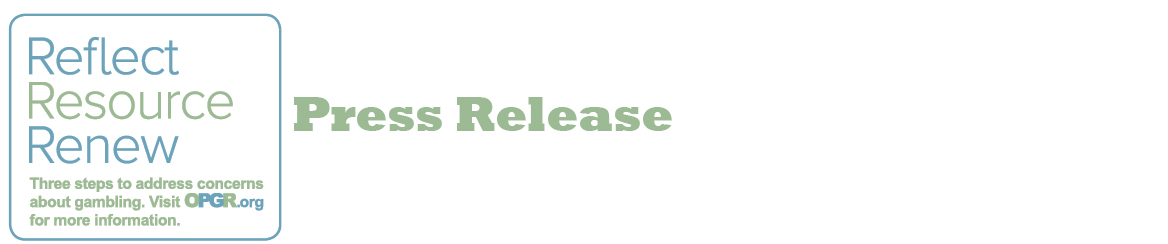 Reflect
Resource
Renew
Three steps to address concerns
about gambling. Visit OPGR.org
for more information.
Press Release